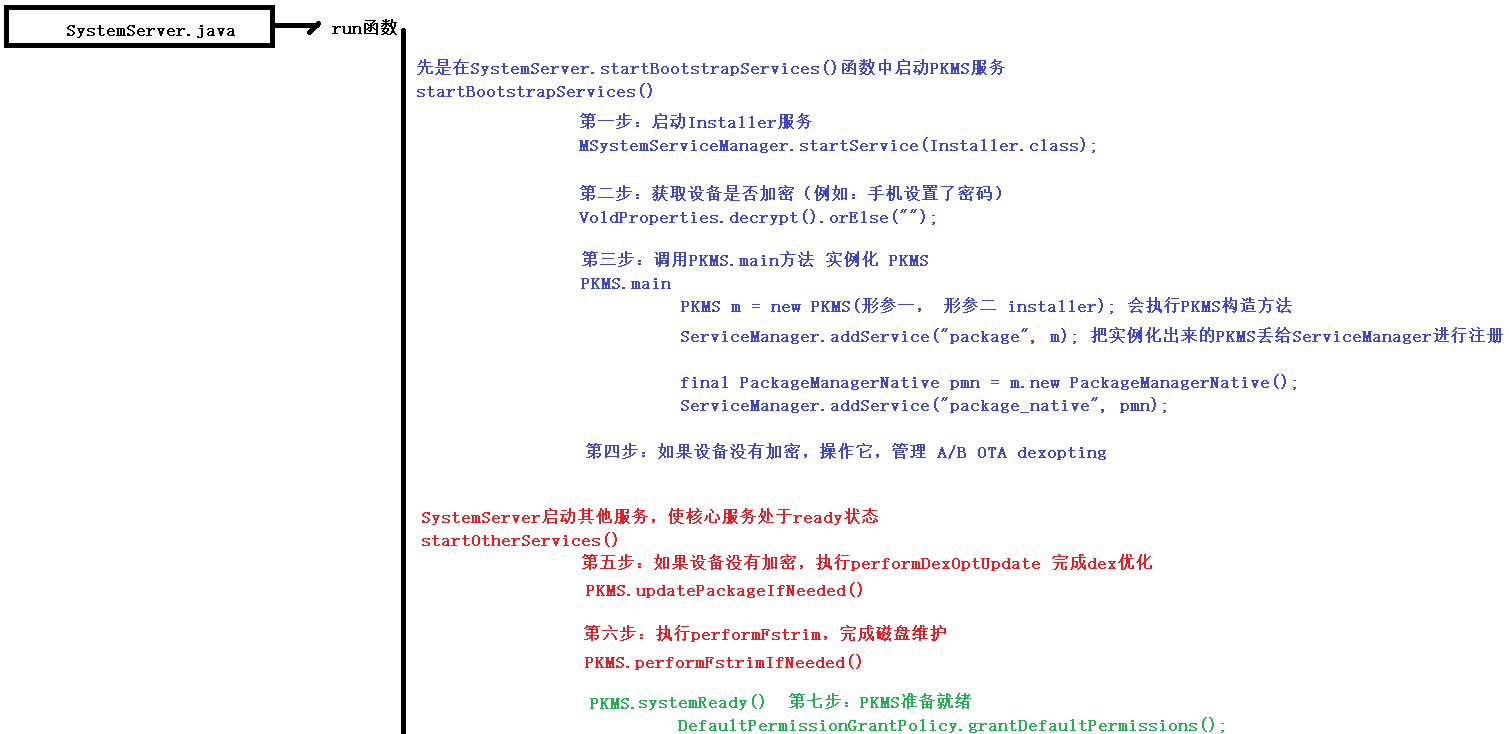 SystemServer.java
run函数
先是在SystemServer.startBootstrapServices()函数中启动PKMS服务
startBootstrapServices()
第一步：启动Installer服务
MSystemServiceManager.startService(Installer.class);
第二步：获取设备是否加密（例如：手机设置了密码）
VoldProperties.decrypt().orElse("");
第三步：调用PKMS.main方法 实例化 PKMS
PKMS.main
PKMS m = new PKMS(形参一， 形参二 installer); 会执行PKMS构造方法
ServiceManager.addService("package", m); 把实例化出来的PKMS丢给ServiceManager进行注册
final PackageManagerNative pmn = m.new PackageManagerNative();
ServiceManager.addService("package_native", pmn);
第四步：如果设备没有加密，操作它，管理 A/B OTA dexopting
SystemServer启动其他服务，使核心服务处于ready状态
startOtherServices()
第五步：如果设备没有加密，执行performDexOptUpdate 完成dex优化
PKMS.updatePackageIfNeeded()
第六步：执行performFstrim，完成磁盘维护
PKMS.performFstrimIfNeeded()
PKMS.systemReady() 第七步：PKMS准备就绪
DefaultPermissionGrantPolicy.grantDefaultPermissions();